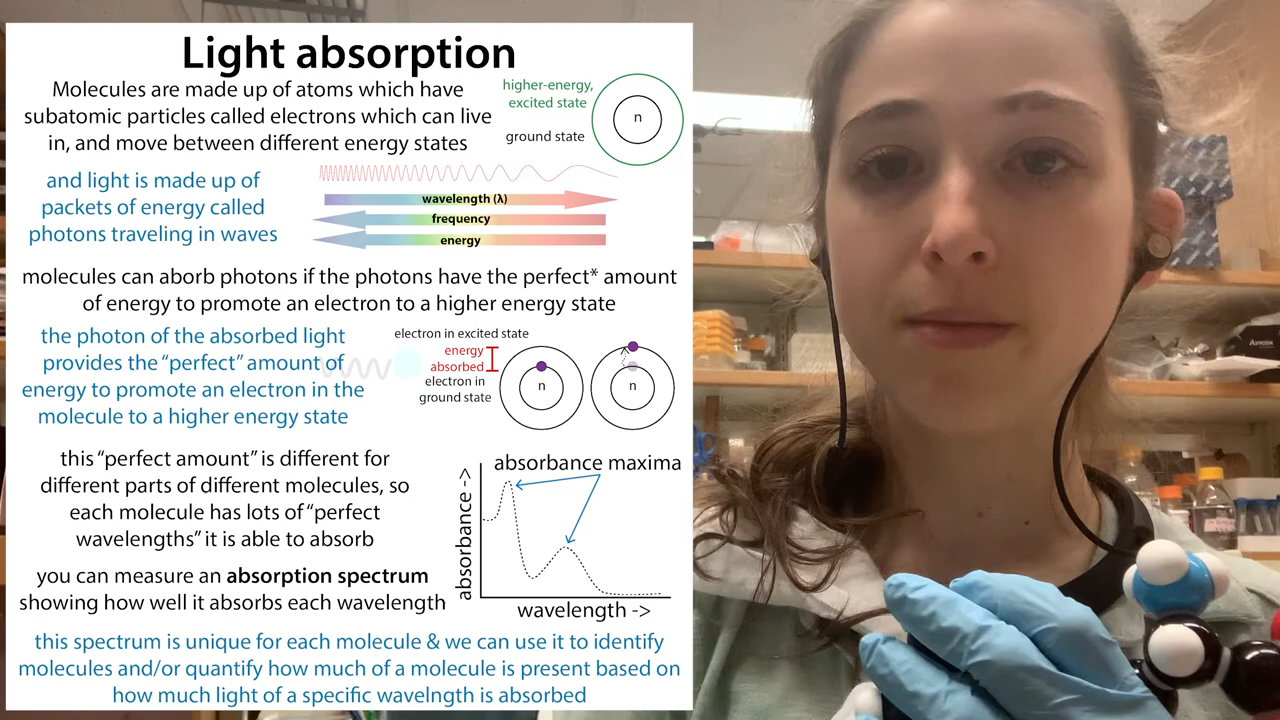 Light absorption
Molecules are made up of atoms which have
subatomic particles called electrons which can live
in, and move between different energy states
higher-energy,
excited state
ground state
n
and light is made up of
packets of energy called
photons traveling in waves
wavelength (λ)
frequency
energy
molecules can aborb photons if the photons have the perfect* amount
of energy to promote an electron to a higher energy state
the photon of the absorbed light
provides the "perfect" amount of
energy to promote an electron in the
molecule to a higher energy state
electron in excited state
energy
absorbed
electron in
ground state
n
n
this "perfect amount" is different for
different parts of different molecules, so
each molecule has lots of "perfect
wavelengths" it is able to absorb
you can measure an absorption spectrum
showing how well it absorbs each wavelength
absorbance maxima
absorbance ->
wavelength ->
this spectrum is unique for each molecule & we can use it to identify
molecules and/or quantify how much of a molecule is present based on
how much light of a specific wavelngth is absorbed